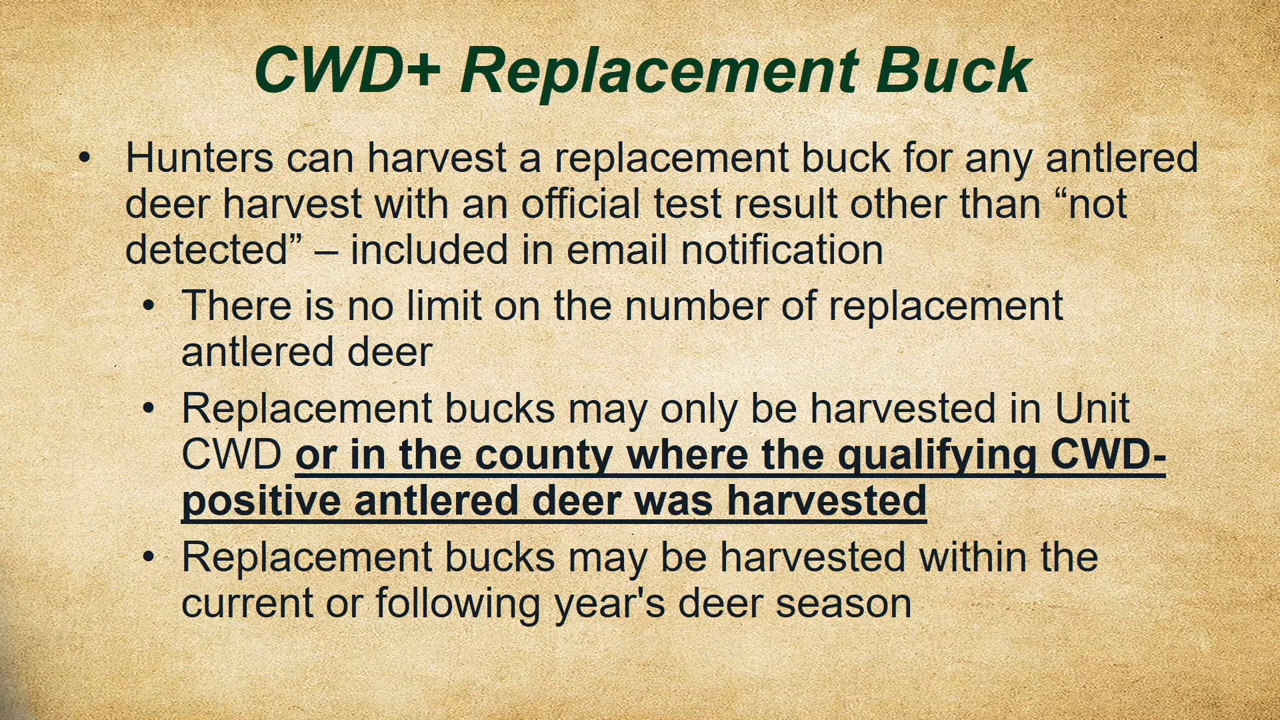 CWD+ Replacement Buck
• Hunters can harvest a replacement buck for any antlered
deer harvest with an official test result other than “not
detected” – included in email notification
• There is no limit on the number of replacement
antlered deer
• Replacement bucks may only be harvested in Unit
CWD or in the county where the qualifying CWD-
positive antlered deer was harvested
• Replacement bucks may be harvested within the
current or following year's deer season